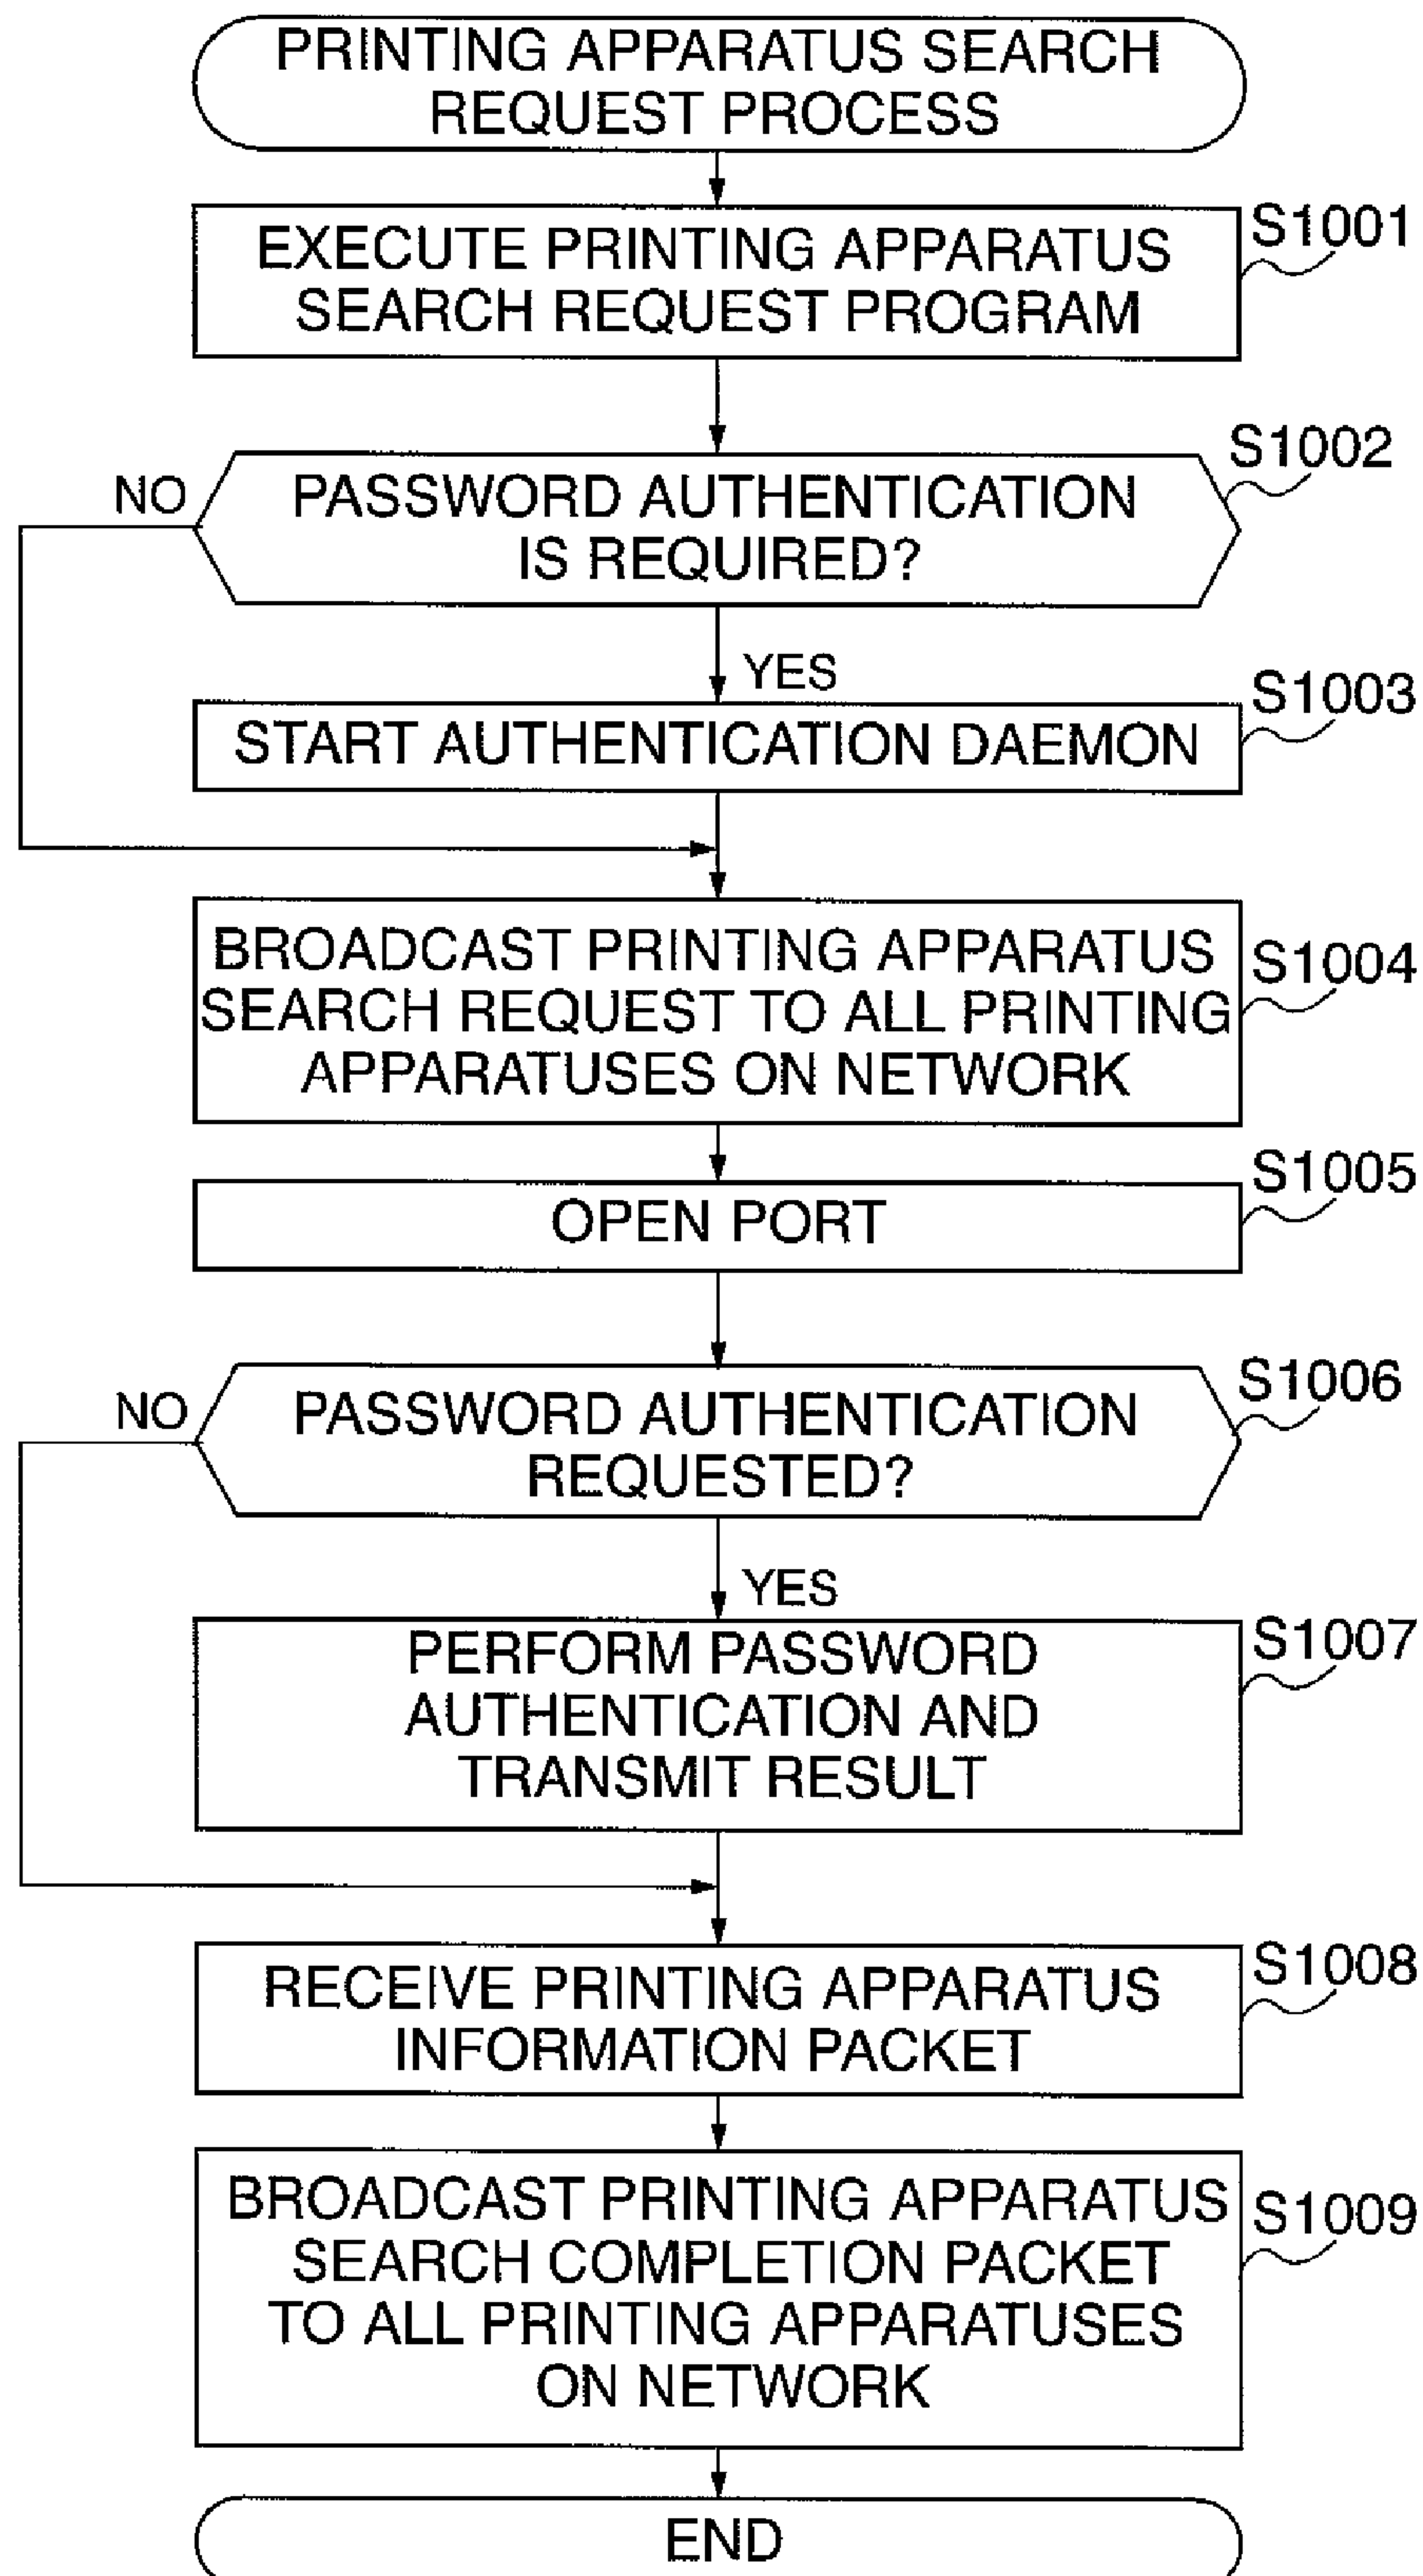 PRINTING APPARATUS SEARCH
REQUEST PROCESS
EXECUTE PRINTING APPARATUS
SEARCH REQUEST PROGRAM
S1001
PASSWORD AUTHENTICATION
IS REQUIRED?
S1002
NO
YES
START AUTHENTICATION DAEMON
S1003
BROADCAST PRINTING APPARATUS
SEARCH REQUEST TO ALL PRINTING
APPARATUSES ON NETWORK
S1004
OPEN PORT
S1005
PASSWORD AUTHENTICATION
REQUESTED?
S1006
NO
YES
PERFORM PASSWORD
AUTHENTICATION AND
TRANSMIT RESULT
S1007
RECEIVE PRINTING APPARATUS
INFORMATION PACKET
S1008
BROADCAST PRINTING APPARATUS
SEARCH COMPLETION PACKET
TO ALL PRINTING APPARATUSES
ON NETWORK
S1009
END